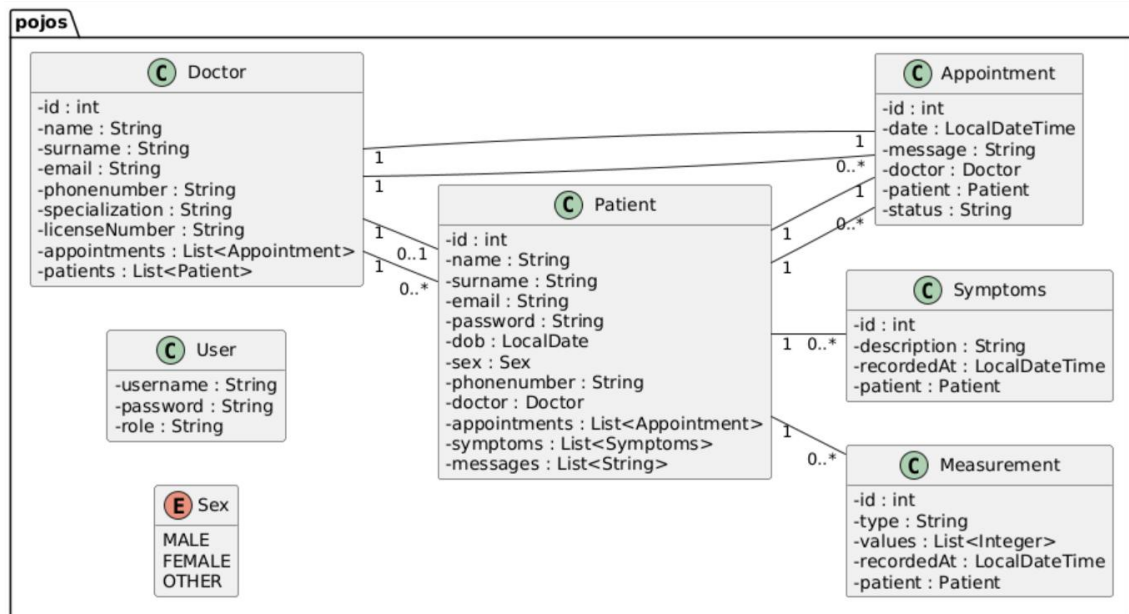 pojos
C Doctor
-id : int
-name : String
-surname : String
-email : String
-phonenumber : String
-specialization : String
-licenseNumber : String
-appointments : List<Appointment>
-patients : List<Patient>
C Appointment
-id : int
-date : LocalDateTime
-message : String
-doctor : Doctor
-patient : Patient
-status : String
1 1
1 0..*
1 0..1
1 0..*
1 1
1 0..*
C Patient
-id : int
-name : String
-surname : String
-email : String
-password : String
-dob : LocalDate
-sex : Sex
-phonenumber : String
-doctor : Doctor
-appointments : List<Appointment>
-symptoms : List<Symptoms>
-messages : List<String>
1 0..*
1 0..*
C Symptoms
-id : int
-description : String
-recordedAt : LocalDateTime
-patient : Patient
C User
-username : String
-password : String
-role : String
C Measurement
-id : int
-type : String
-values : List<Integer>
-recordedAt : LocalDateTime
-patient : Patient
E Sex
MALE
FEMALE
OTHER